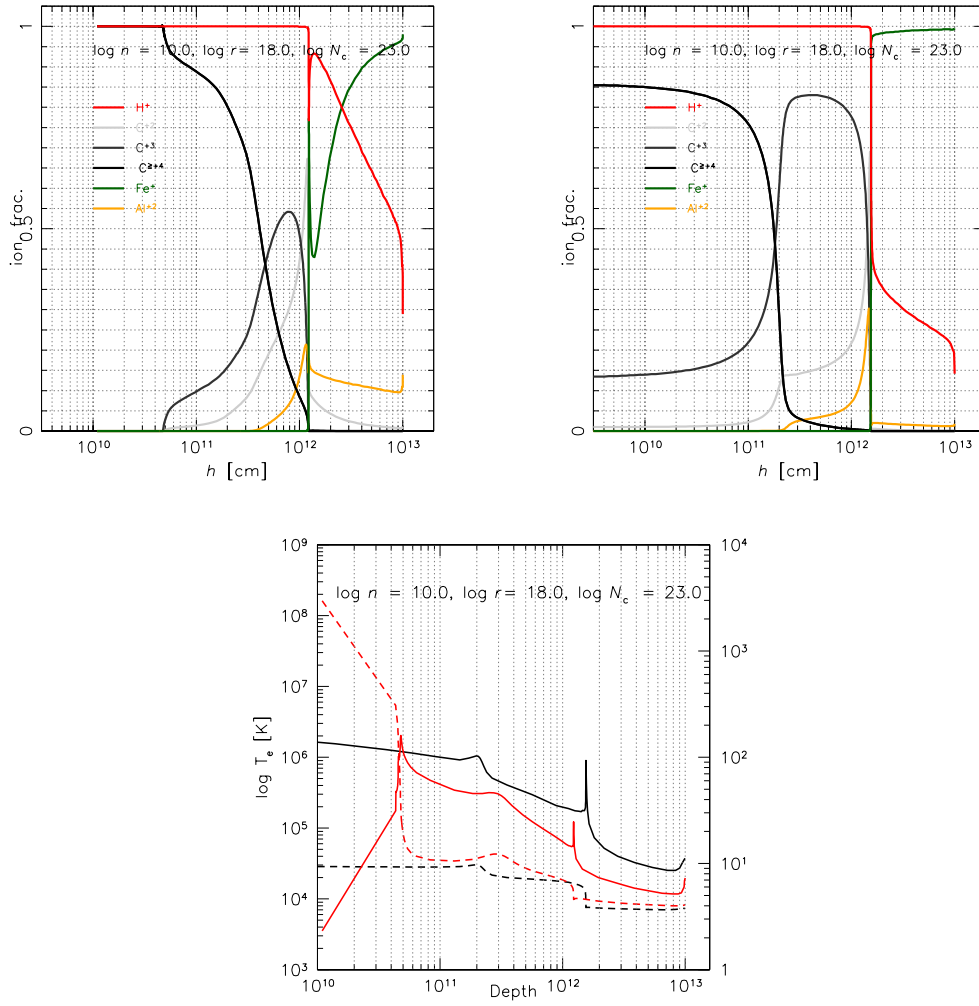 1
log n = 10.0, log r= 18.0, log N_c = 23.0
H⁺
C⁺²
C⁺³
C^≥+4
Fe⁺
Al⁺²
0.5
ion frac.
0
10¹⁰ 10¹¹ 10¹² 10¹³
h [cm]
1
log n = 10.0, log r= 18.0, log N_c = 23.0
H⁺
C⁺³
C^≥+4
Fe⁺
Al⁺²
0.5
ion frac.
0
10¹⁰ 10¹¹ 10¹² 10¹³
h [cm]
10⁹ 10⁴
log n = 10.0, log r= 18.0, log N_c = 23.0
10⁸
10⁷ 10³
10⁶ 100
log T_e [K]
10⁵
10⁴ 10
10³ 1
10¹⁰ 10¹¹ 10¹² 10¹³
Depth